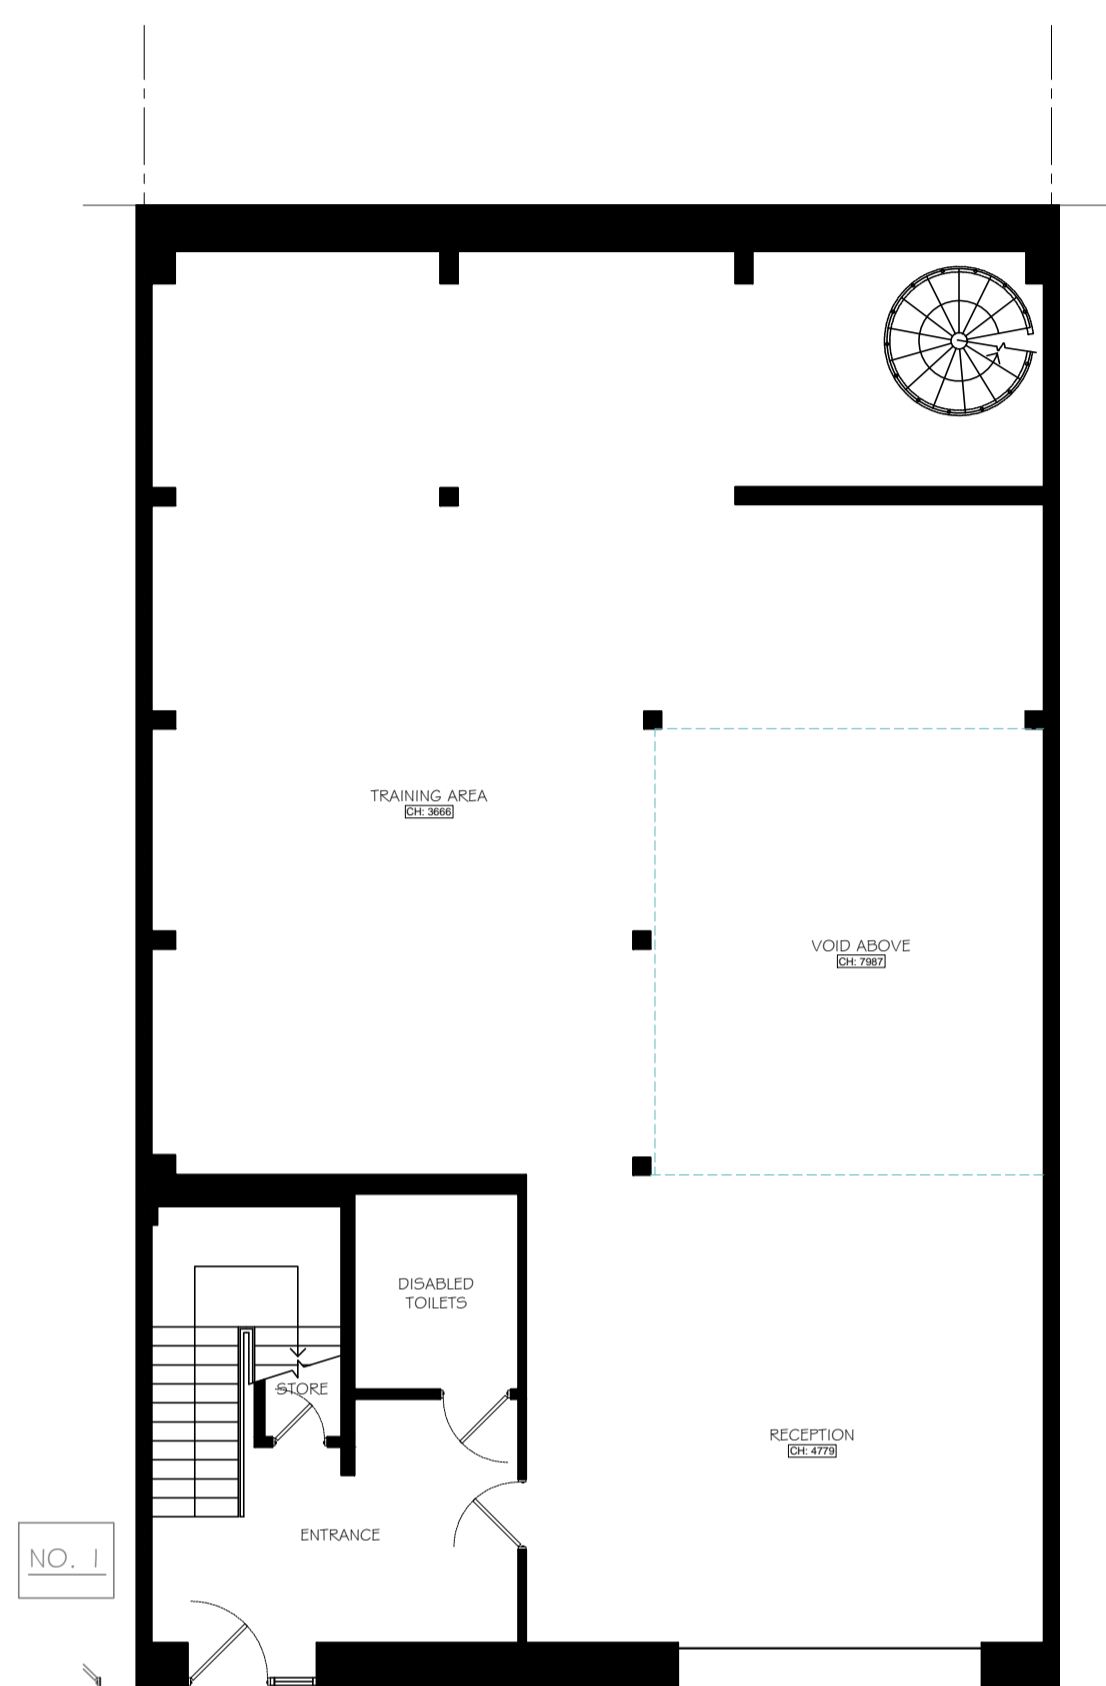 TRAINING AREA
CH: 3666
VOID ABOVE
CH: 7987
DISABLED
TOILETS
STORE
RECEPTION
CH: 4779
ENTRANCE
NO. 1